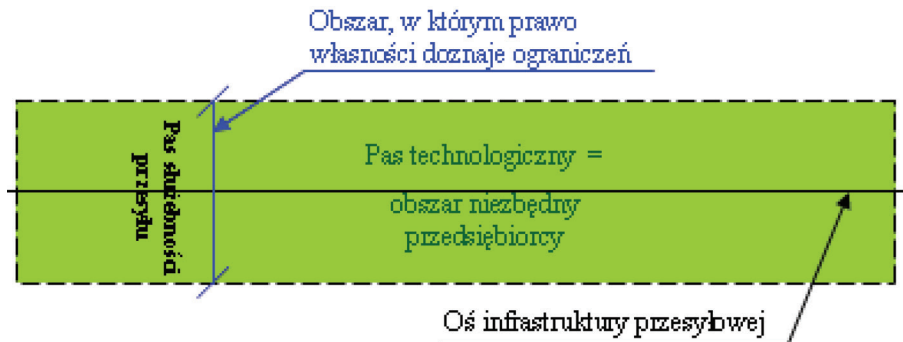 Obszar, w którym prawo
własności doznaje ograniczeń
Pas służebności
przesyłu
Pas technologiczny =
obszar niezbędny
przedsiębiorcy
Oś infrastruktury przesyłowej